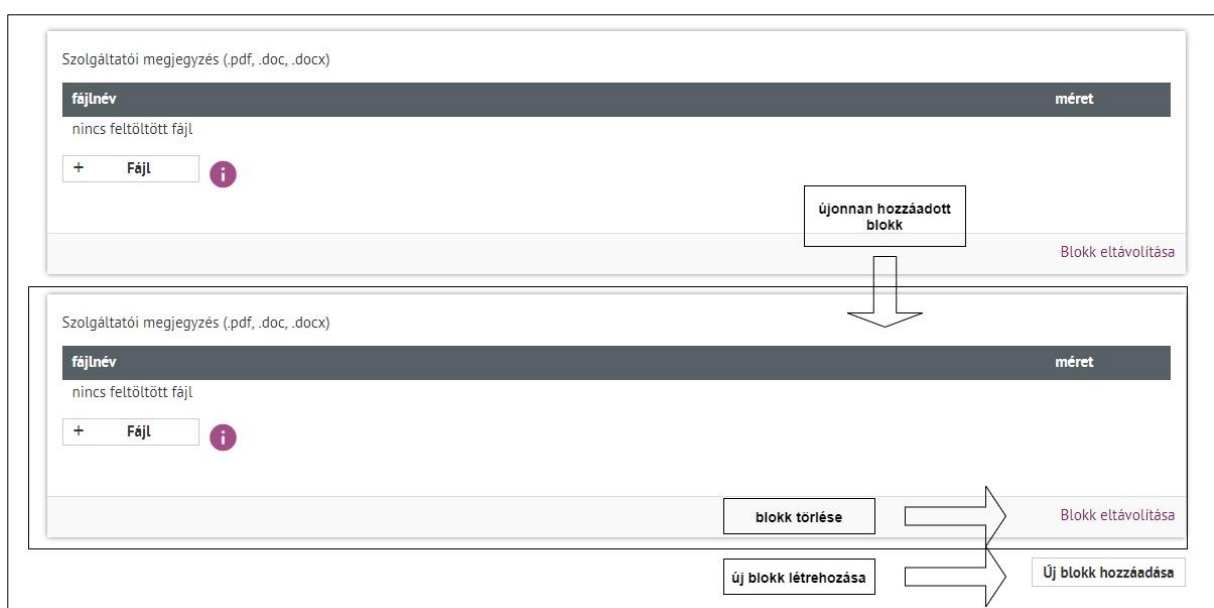 Szolgáltatói megjegyzés (.pdf, .doc, .docx)
fájlnév méret
nincs feltöltött fájl
+ Fájl i
újonnan hozzáadott
blokk
Blokk eltávolítása
Szolgáltatói megjegyzés (.pdf, .doc, .docx)
fájlnév méret
nincs feltöltött fájl
+ Fájl i
blokk törlése Blokk eltávolítása
új blokk létrehozása Új blokk hozzáadása